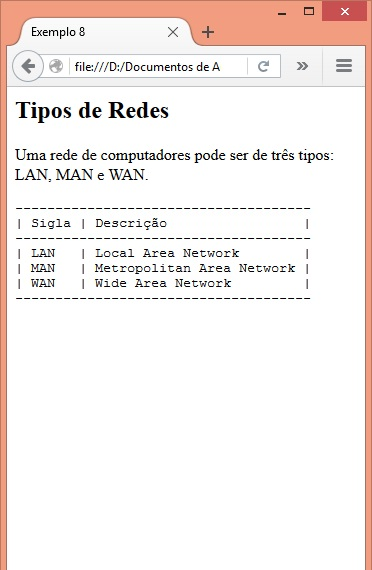 Exemplo 8
file:///D:/Documentos de A
Tipos de Redes
Uma rede de computadores pode ser de três tipos:
LAN, MAN e WAN.
-------------------------------------
| Sigla | Descrição                 |
-------------------------------------
| LAN   | Local Area Network        |
| MAN   | Metropolitan Area Network |
| WAN   | Wide Area Network         |
-------------------------------------